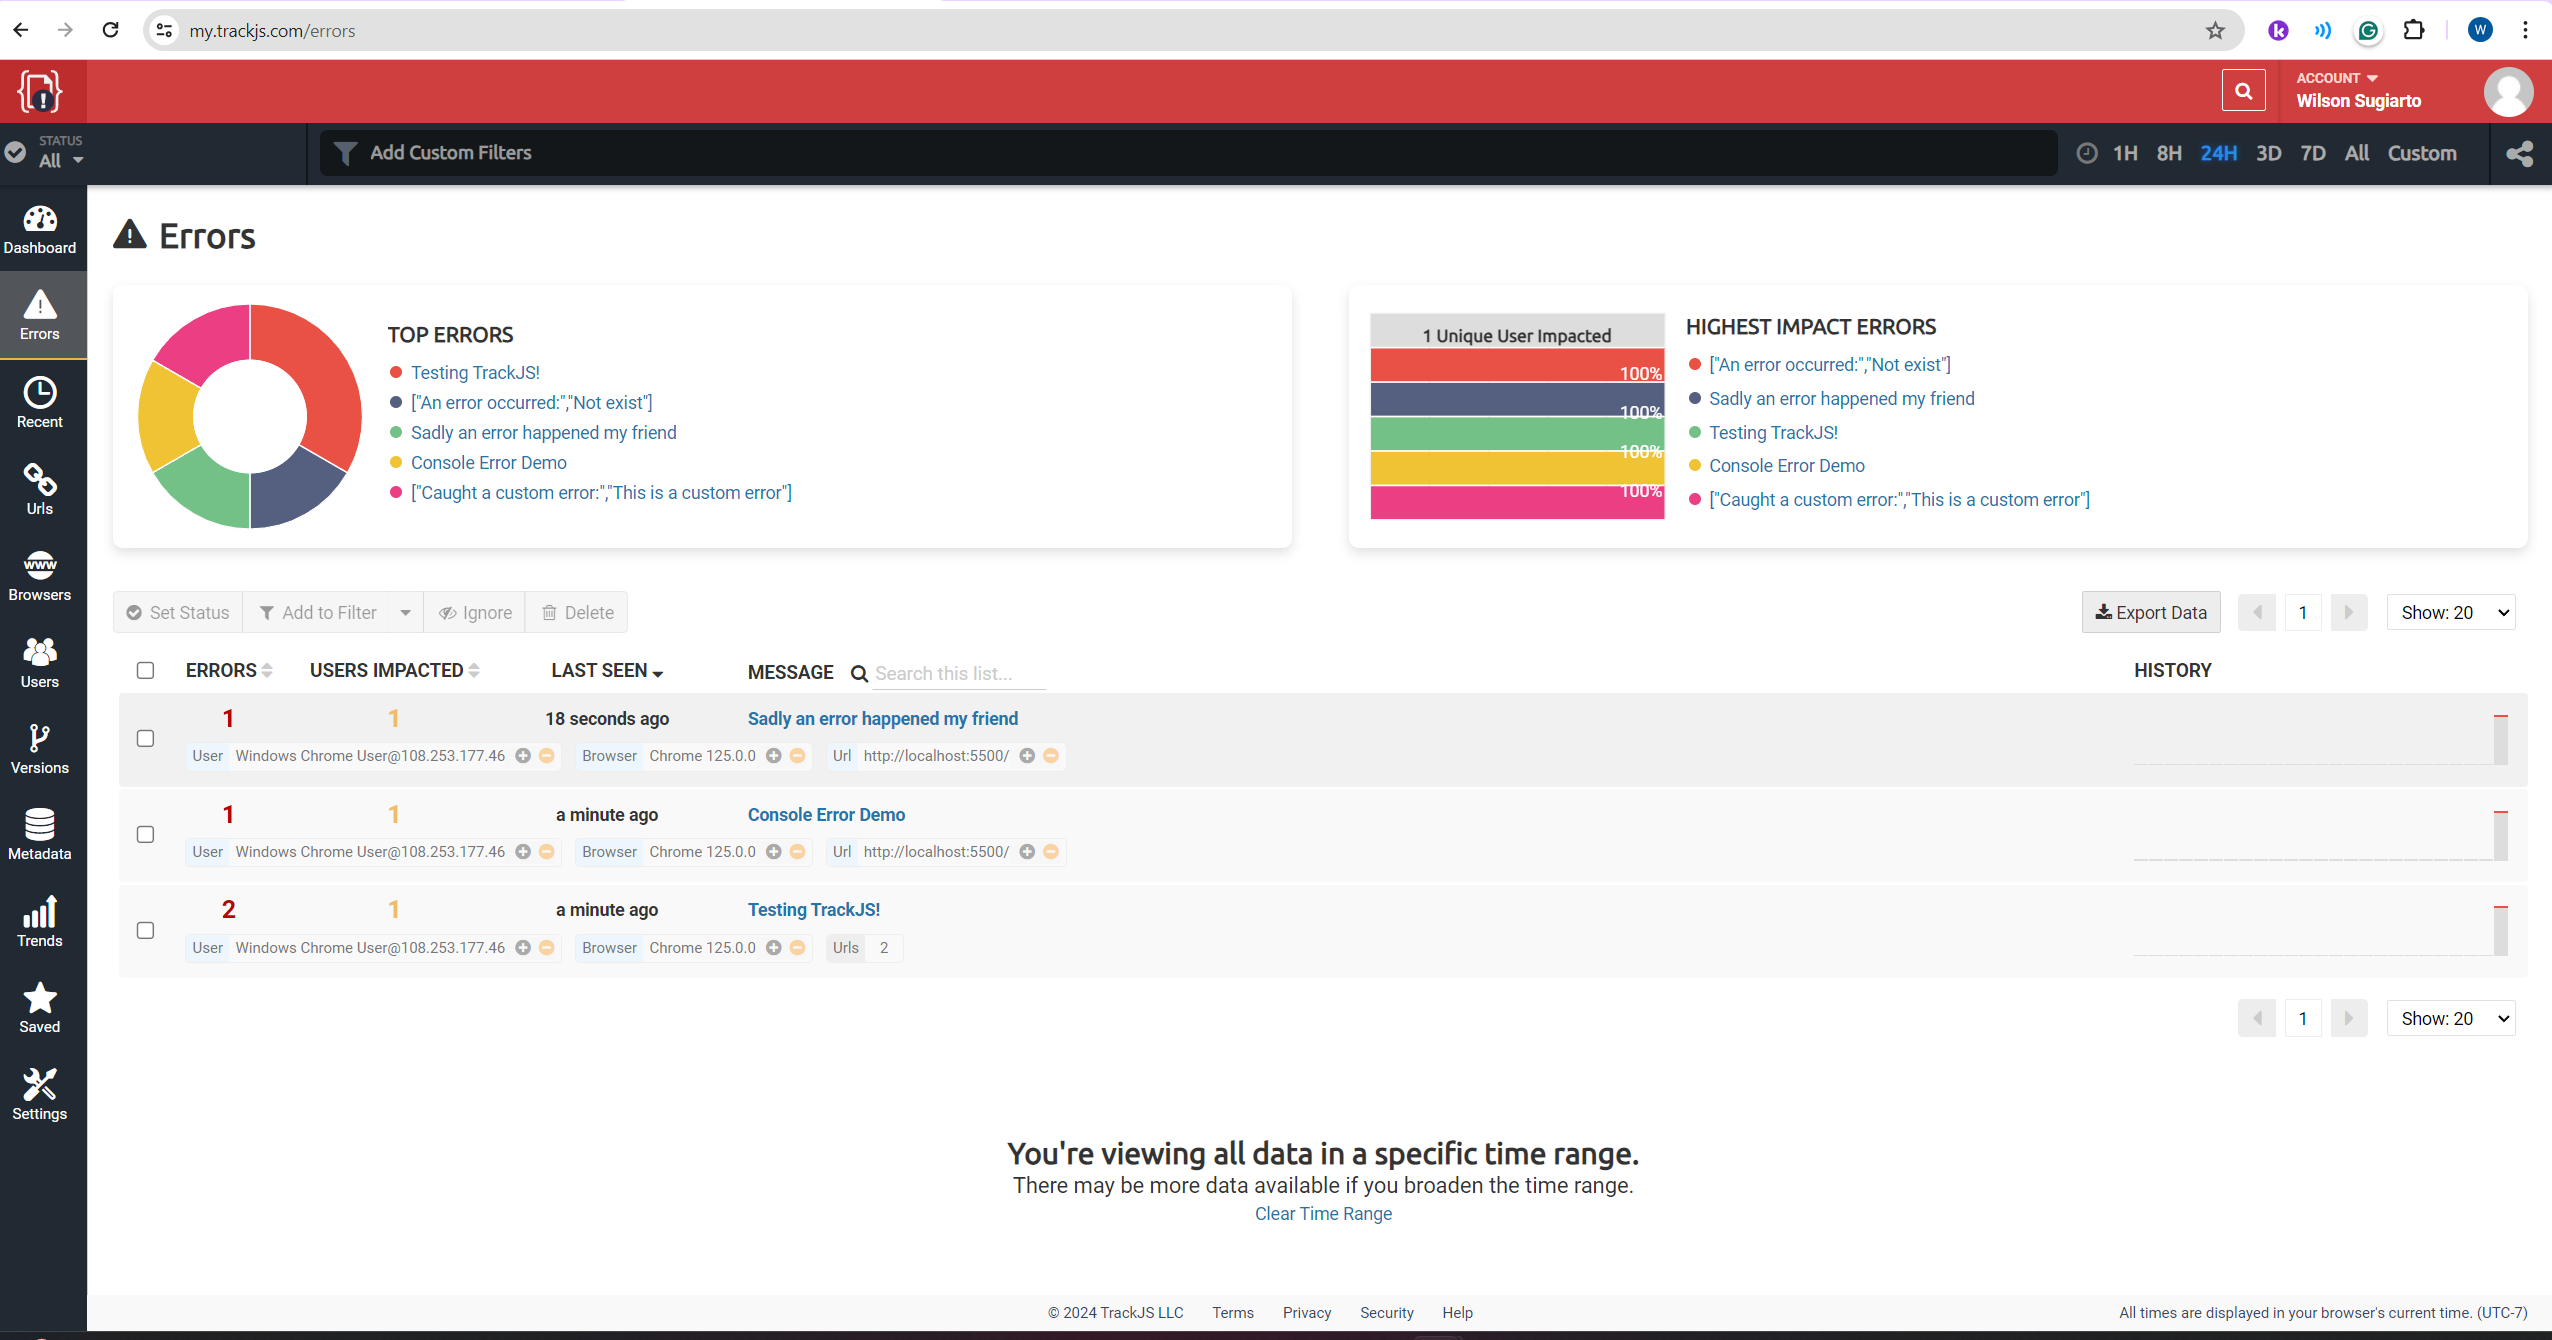 my.trackjs.com/errors
W
ACCOUNT
Wilson Sugiarto
STATUS
All
Add Custom Filters
1H 8H 24H 3D 7D All Custom
Dashboard
Errors
Recent
Urls
www
Browsers
Users
Versions
Metadata
Trends
Saved
Settings
Errors
TOP ERRORS
Testing TrackJS!
["An error occurred:","Not exist"]
Sadly an error happened my friend
Console Error Demo
["Caught a custom error:","This is a custom error"]
1 Unique User Impacted
100%
100%
100%
100%
HIGHEST IMPACT ERRORS
["An error occurred:","Not exist"]
Sadly an error happened my friend
Testing TrackJS!
Console Error Demo
["Caught a custom error:","This is a custom error"]
Set Status Add to Filter Ignore Delete
Export Data 1 Show: 20
ERRORS USERS IMPACTED LAST SEEN MESSAGE Search this list... HISTORY
1 1 18 seconds ago Sadly an error happened my friend
User Windows Chrome User@108.253.177.46 Browser Chrome 125.0.0 Url http://localhost:5500/
1 1 a minute ago Console Error Demo
User Windows Chrome User@108.253.177.46 Browser Chrome 125.0.0 Url http://localhost:5500/
2 1 a minute ago Testing TrackJS!
User Windows Chrome User@108.253.177.46 Browser Chrome 125.0.0 Urls 2
1 Show: 20
You're viewing all data in a specific time range.
There may be more data available if you broaden the time range.
Clear Time Range
© 2024 TrackJS LLC Terms Privacy Security Help
All times are displayed in your browser's current time. (UTC-7)